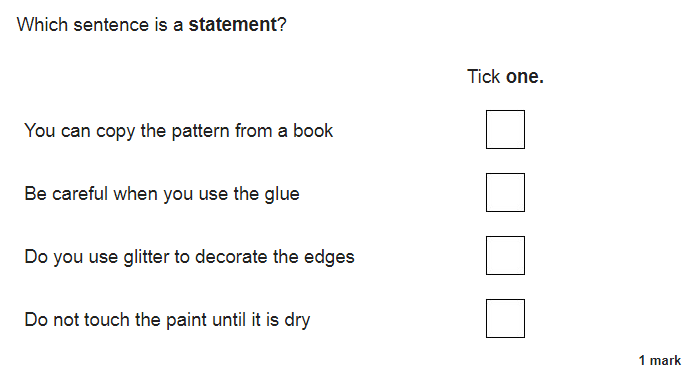 Which sentence is a statement?
Tick one.
You can copy the pattern from a book
Be careful when you use the glue
Do you use glitter to decorate the edges
Do not touch the paint until it is dry
1 mark